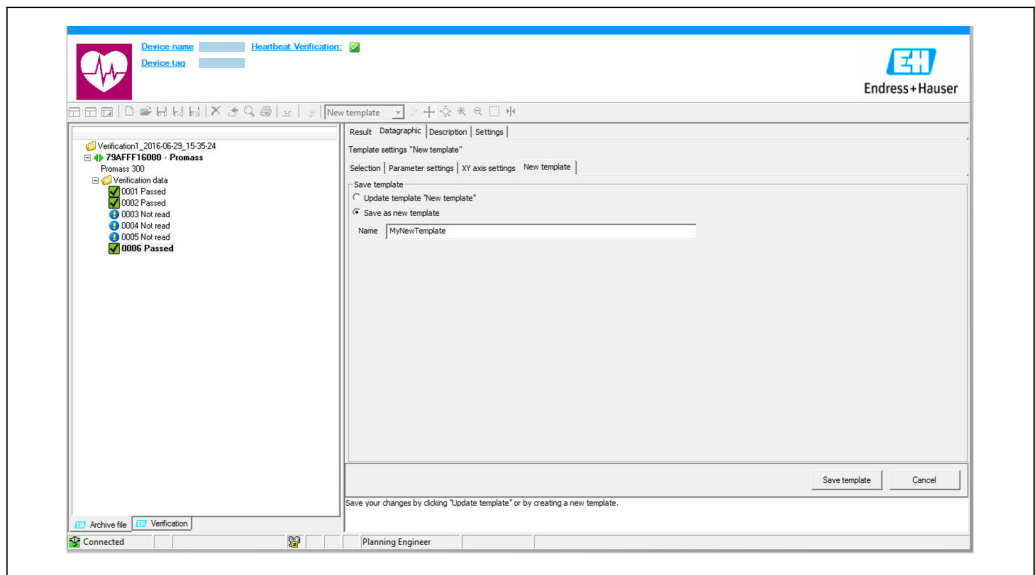 Device name Heartbeat Verification:
Device tag
EH
Endress+Hauser
New template
Result Datagraphic Description Settings
Template settings "New template"
Selection Parameter settings XY axis settings New template
Save template
Update template "New template"
Save as new template
Name MyNewTemplate
Verification1_2016-06-29_15-35-24
79AFFF16000 - Promass
Promass 300
Verification data
0001 Passed
0002 Passed
0003 Not read
0004 Not read
0005 Not read
0006 Passed
Save template Cancel
Save your changes by clicking "Update template" or by creating a new template.
Archive file Verification
Connected Planning Engineer